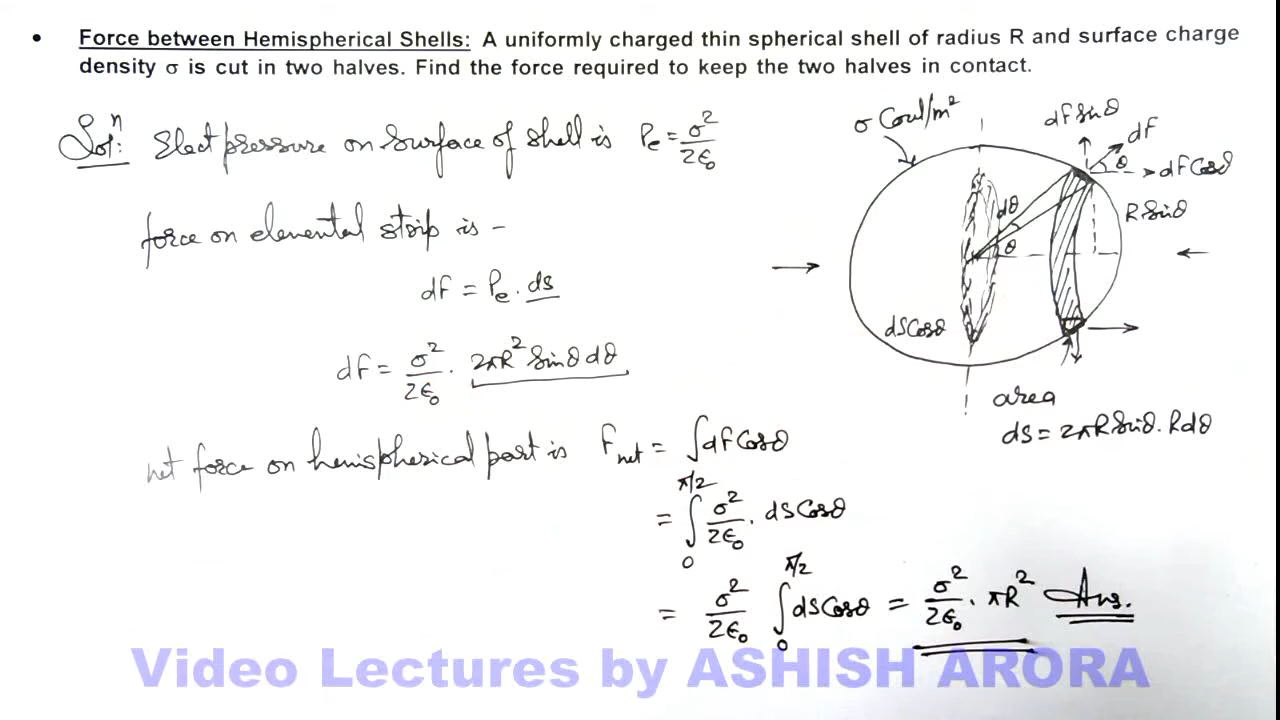 • Force between Hemispherical Shells: A uniformly charged thin spherical shell of radius R and surface charge
density σ is cut in two halves. Find the force required to keep the two halves in contact.
Solⁿ: Elect pressure on surface of shell is Pe = σ²/2ε₀
force on elemental strip is –
df = Pe · ds
df = σ²/2ε₀ · 2πR² Sinθ dθ
net force on hemispherical part is Fnet = ∫df Cosθ
= ∫₀^π/2 σ²/2ε₀ · ds Cosθ
= σ²/2ε₀ ∫₀^π/2 ds Cosθ = σ²/2ε₀ · πR² Ans.
σ Coul/m²
df Sinθ
df
θ
df Cosθ
dθ
R Sinθ
θ
ds Cosθ
area
ds = 2πR Sinθ · R dθ
Video Lectures by ASHISH ARORA